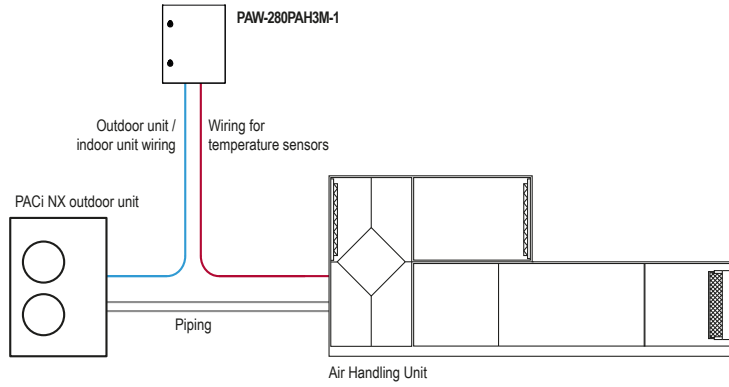 PAW-280PAH3M-1
Outdoor unit /
indoor unit wiring
Wiring for
temperature sensors
PACi NX outdoor unit
Piping
Air Handling Unit